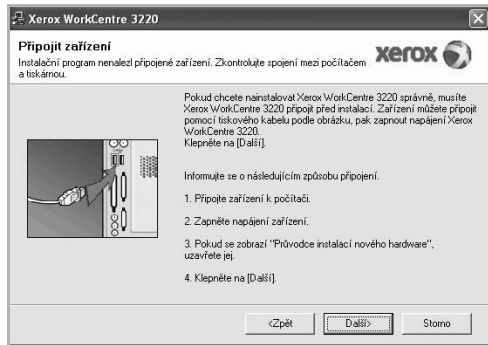 Xerox WorkCentre 3220
Připojit zařízení
Instalační program nenalezl připojené zařízení. Zkontrolujte spojení mezi počítačem
a tiskárnou.
xerox
Pokud chcete nainstalovat Xerox WorkCentre 3220 správně, musíte
Xerox WorkCentre 3220 připojit před instalací. Zařízení můžete připojit
pomocí tiskového kabelu podle obrázku, pak zapnout napájení Xerox
WorkCentre 3220.
Klepněte na [Další].
Informujte se o následujícím způsobu připojení.
1. Připojte zařízení k počítači.
2. Zapněte napájení zařízení.
3. Pokud se zobrazí "Průvodce instalací nového hardware",
uzavřete jej.
4. Klepněte na [Další].
<Zpět
Další>
Storno